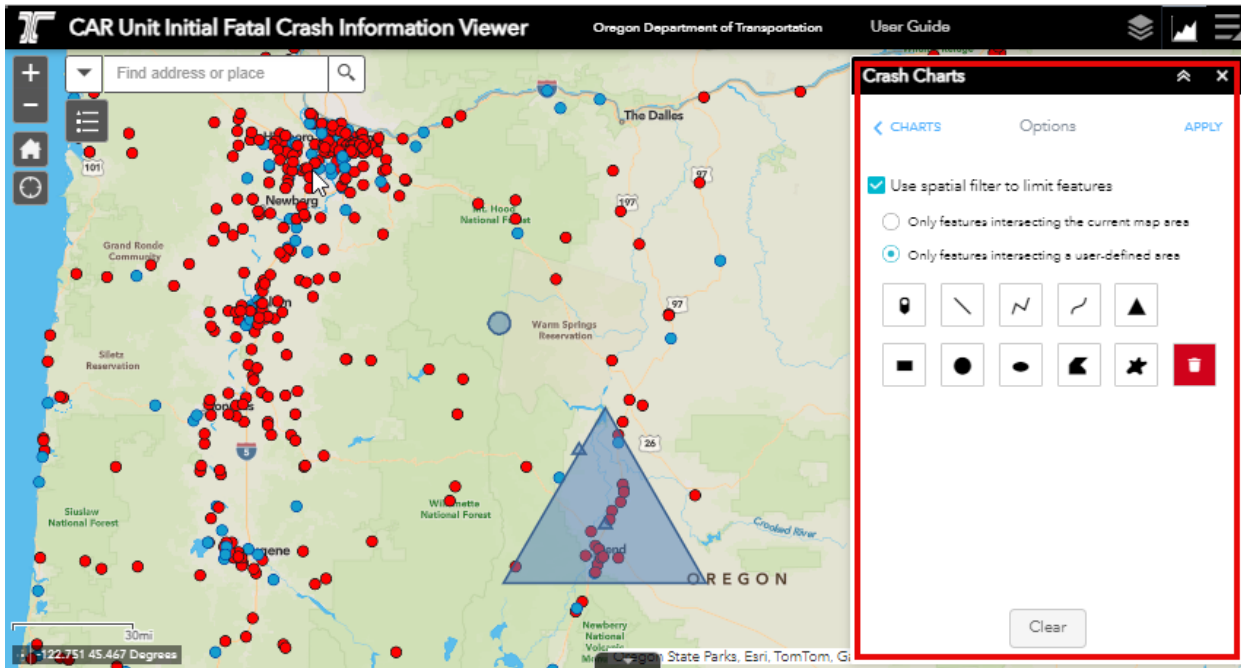 CAR Unit Initial Fatal Crash Information Viewer
Oregon Department of Transportation
User Guide
Find address or place
Crash Charts
CHARTS
Options
APPLY
Use spatial filter to limit features
Only features intersecting the current map area
Only features intersecting a user-defined area
Clear
The Dalles
101
Newberg
Mt. Hood
National Forest
197
97
Grand Ronde
Community
97
Warm Springs
Reservation
Siletz
Reservation
26
5
Willamette
National Forest
Siuslaw
National Forest
Crooked River
OREGON
Newberry
National
30mi
-122.751 45.467 Degrees
Oregon State Parks, Esri, TomTom,